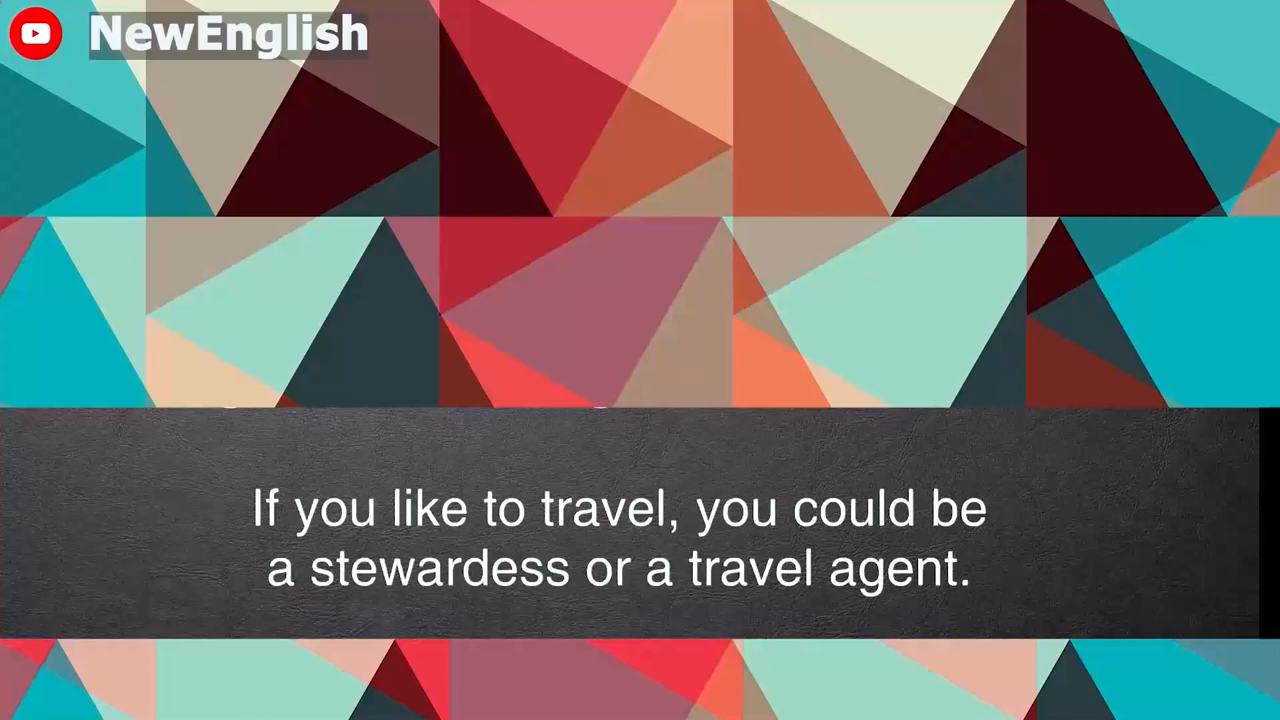 NewEnglish
If you like to travel, you could be
a stewardess or a travel agent.